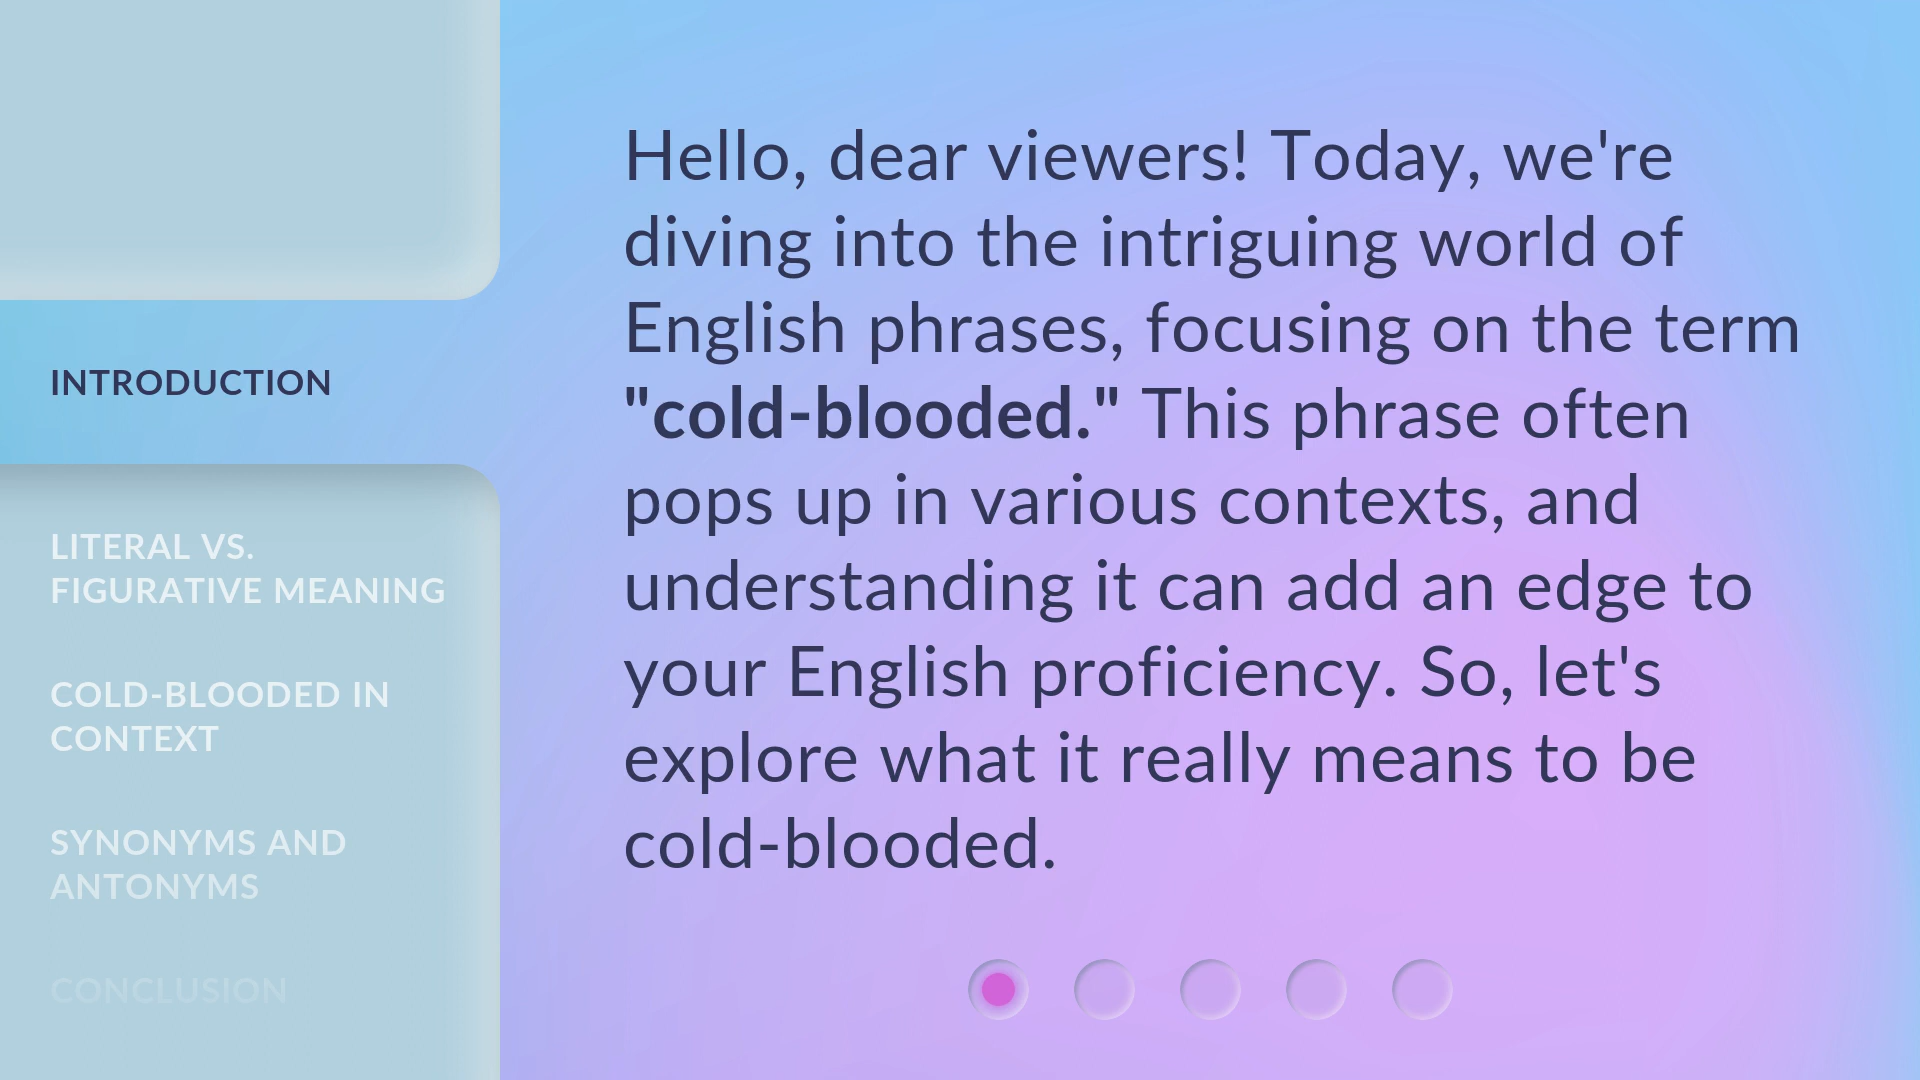 INTRODUCTION
LITERAL VS.
FIGURATIVE MEANING
COLD-BLOODED IN
CONTEXT
SYNONYMS AND
ANTONYMS
CONCLUSION
Hello, dear viewers! Today, we're
diving into the intriguing world of
English phrases, focusing on the term
"cold-blooded." This phrase often
pops up in various contexts, and
understanding it can add an edge to
your English proficiency. So, let's
explore what it really means to be
cold-blooded.